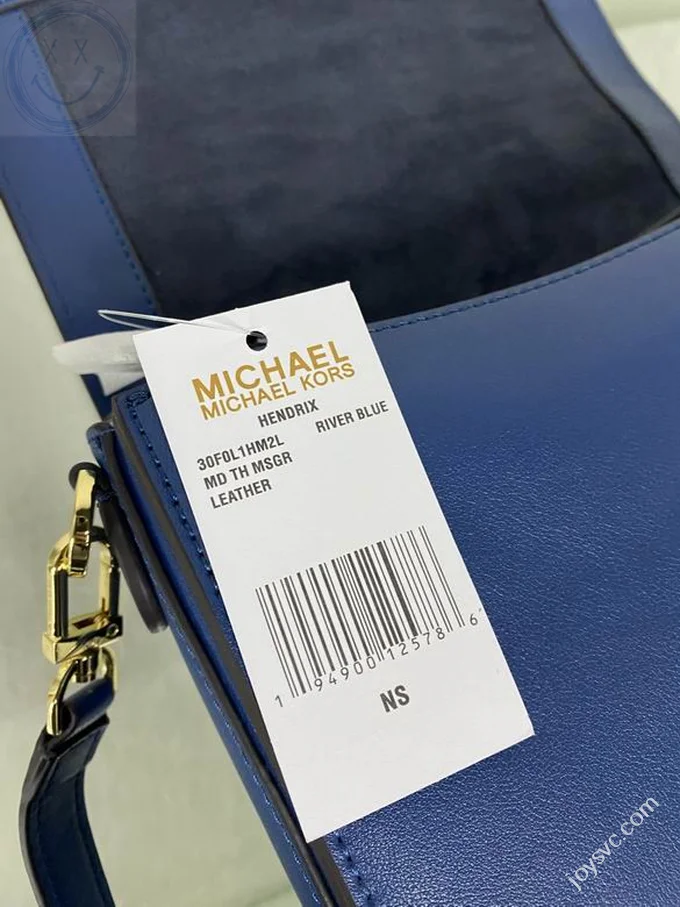 MICHAEL
MICHAEL KORS
HENDRIX
30F0L1HM2L RIVER BLUE
MD TH MSGR
LEATHER
1 94900 12578 6
NS
joysvc.com